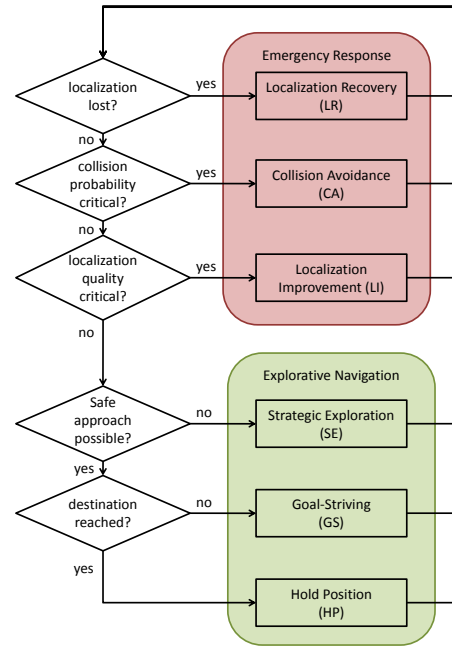 Emergency Response
localization
lost?
yes
Localization Recovery
(LR)
no
collision
probability
critical?
yes
Collision Avoidance
(CA)
no
localization
quality
critical?
yes
Localization
Improvement (LI)
no
Explorative Navigation
Safe
approach
possible?
no
Strategic Exploration
(SE)
yes
destination
reached?
no
Goal-Striving
(GS)
yes
Hold Position
(HP)